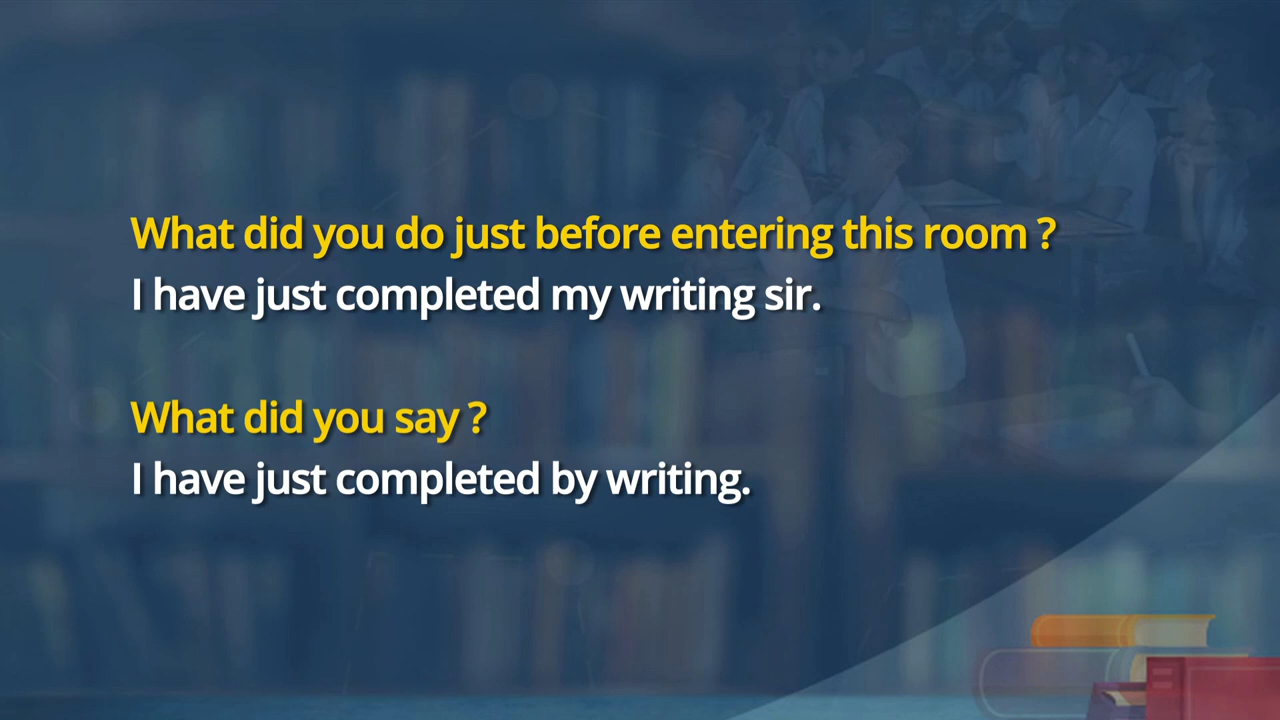 What did you do just before entering this room ?
I have just completed my writing sir.
What did you say ?
I have just completed by writing.